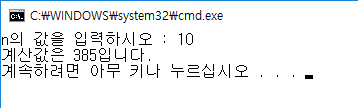 C:\WINDOWS\system32\cmd.exe
n의 값을 입력하시오 : 10
계산값은 385입니다.
계속하려면 아무 키나 누르십시오 . . .